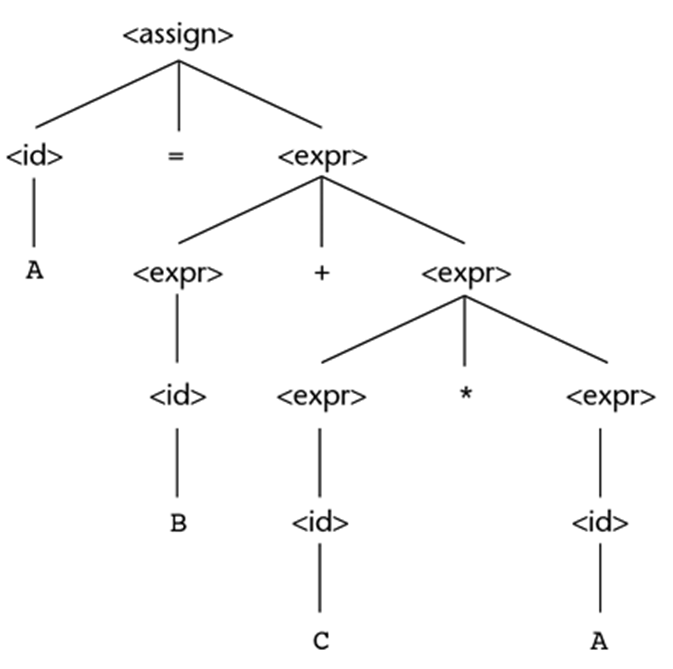 <assign>
<id> = <expr>
A <expr> + <expr>
<id> <expr> * <expr>
B <id> <id>
C A